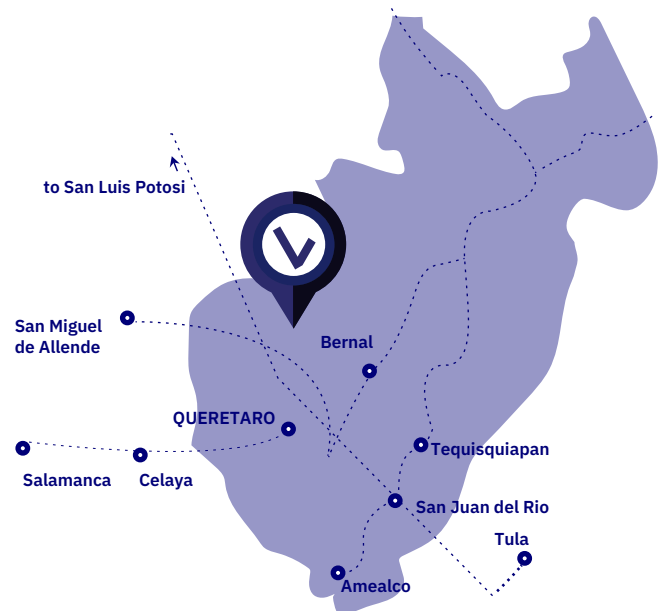 to San Luis Potosi
San Miguel
de Allende
Bernal
QUERETARO
Tequisquiapan
Salamanca
Celaya
San Juan del Rio
Tula
Amealco